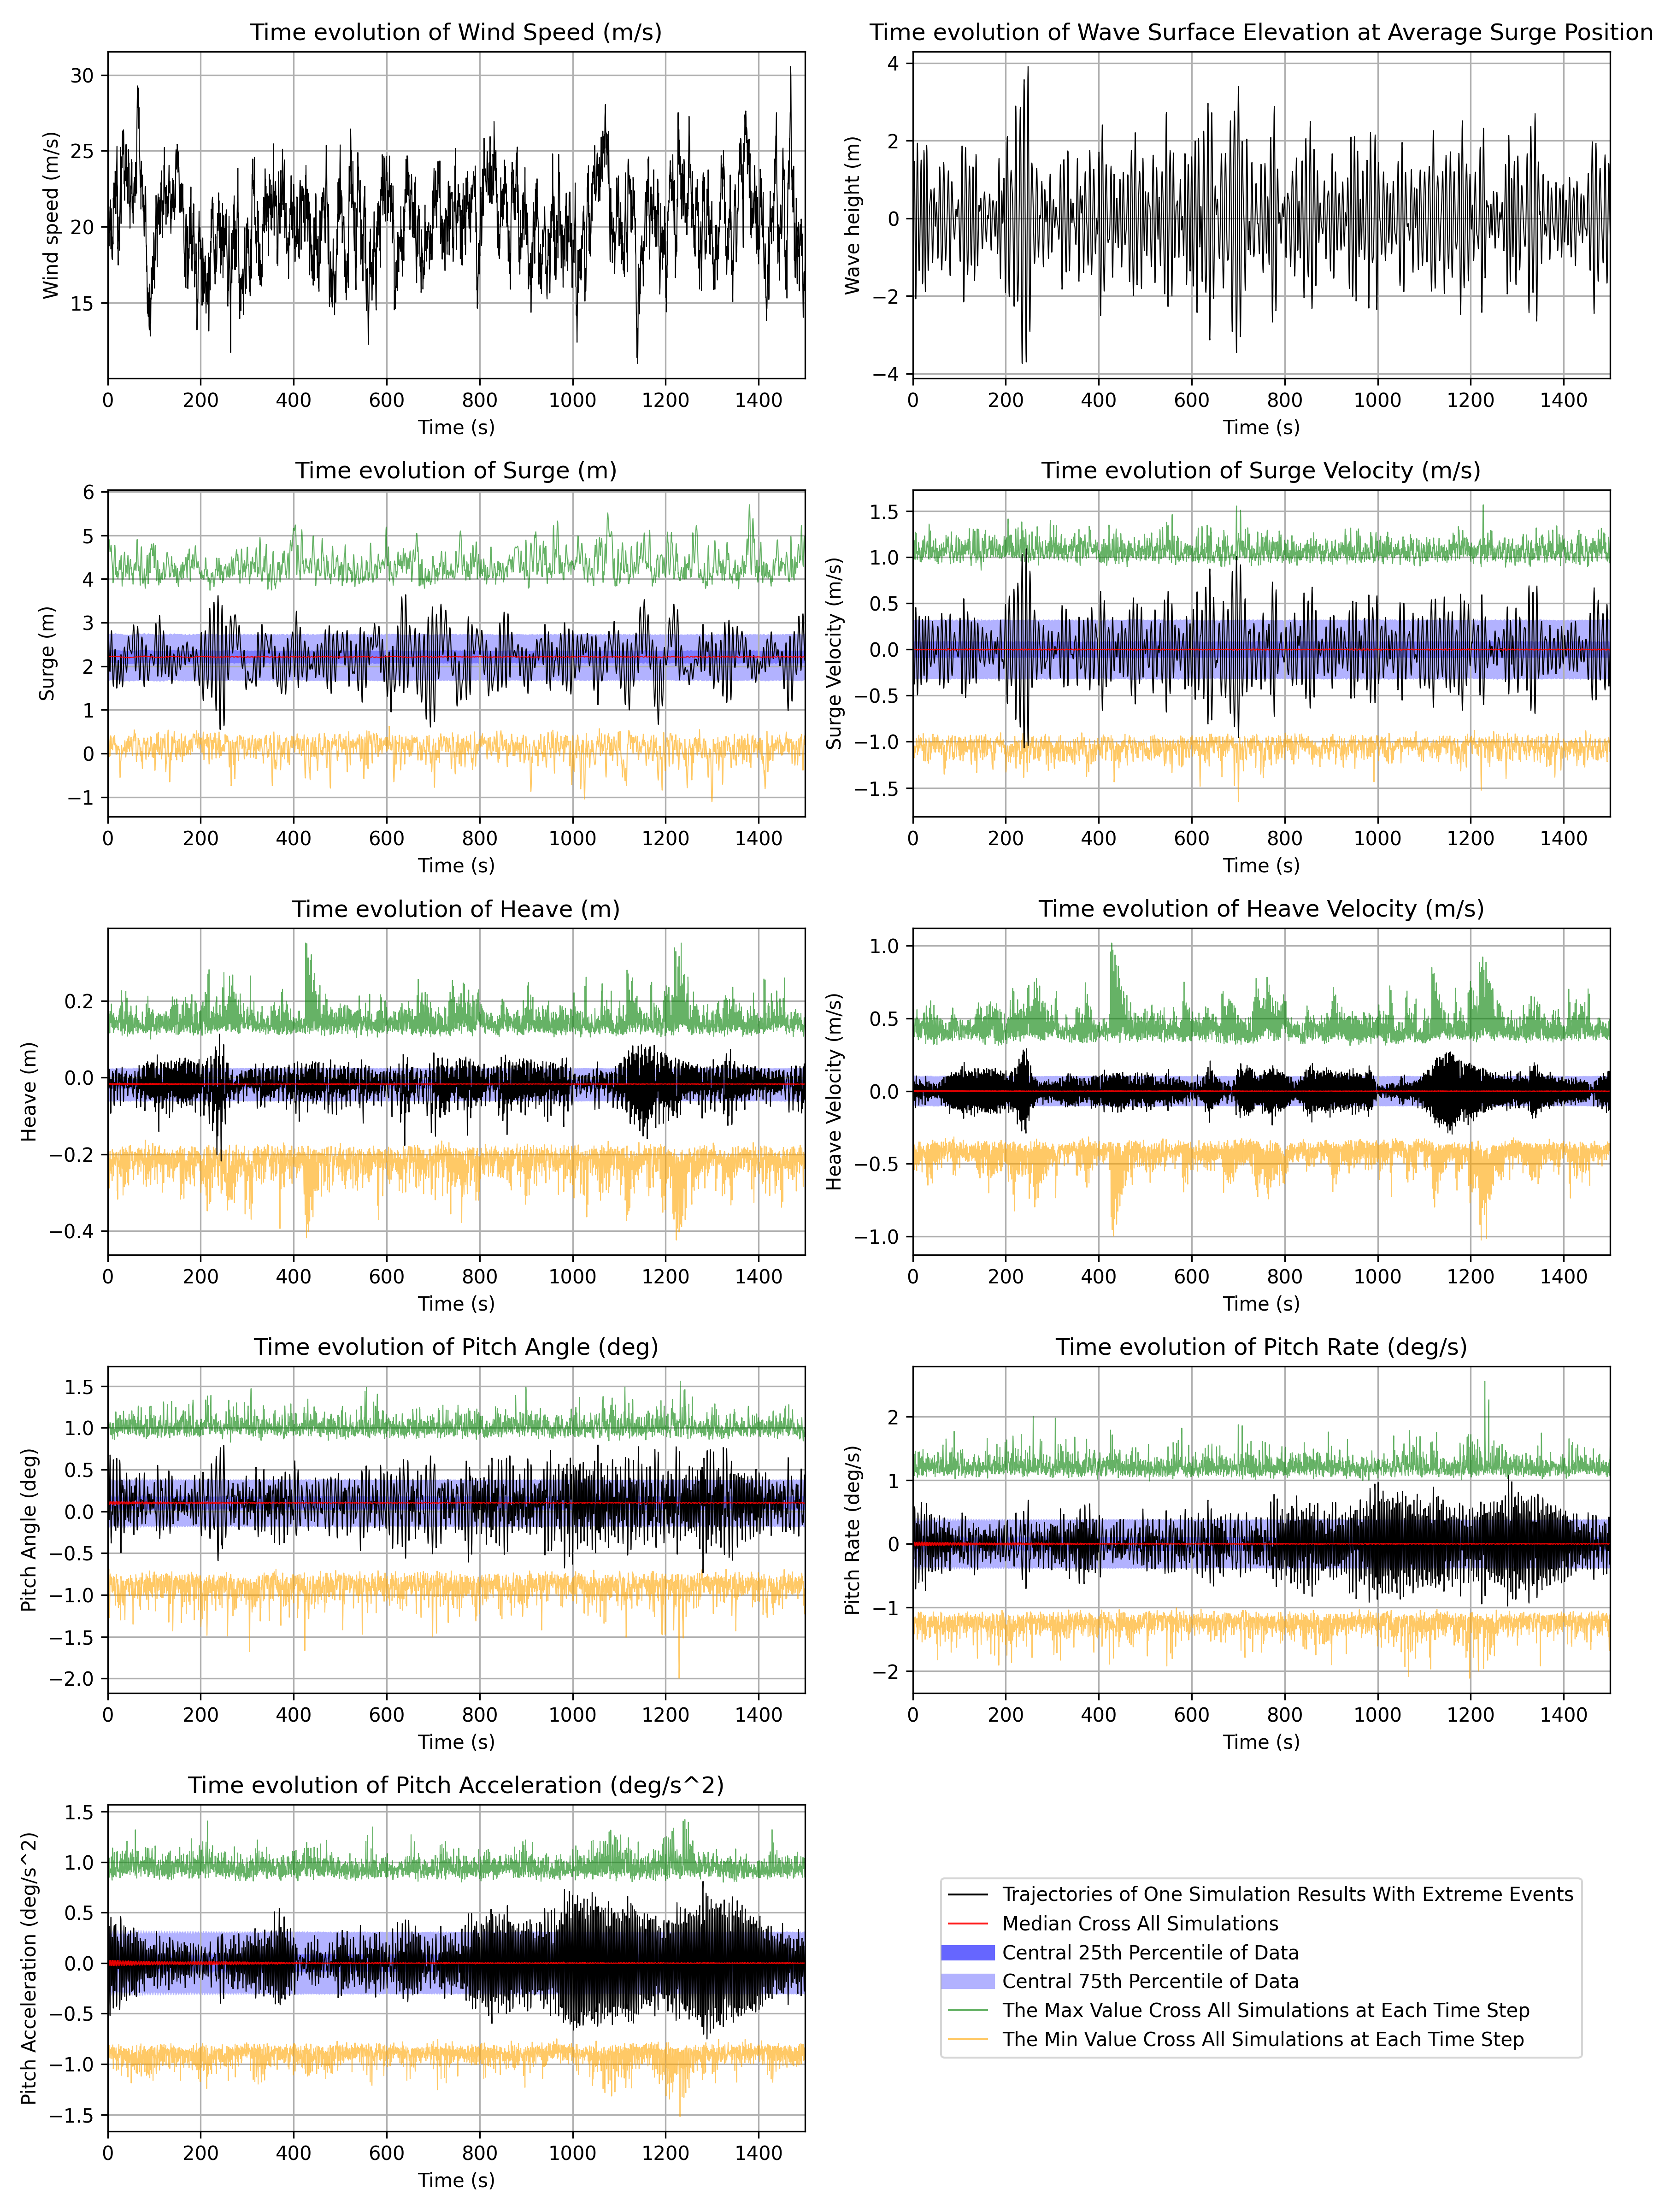 Time evolution of Wind Speed (m/s)
30
25
20
15
Wind speed (m/s)
0 200 400 600 800 1000 1200 1400
Time (s)
Time evolution of Wave Surface Elevation at Average Surge Position
4
2
0
−2
−4
Wave height (m)
0 200 400 600 800 1000 1200 1400
Time (s)
Time evolution of Surge (m)
6
5
4
3
2
1
0
−1
Surge (m)
0 200 400 600 800 1000 1200 1400
Time (s)
Time evolution of Surge Velocity (m/s)
1.5
1.0
0.5
0.0
−0.5
−1.0
−1.5
Surge Velocity (m/s)
0 200 400 600 800 1000 1200 1400
Time (s)
Time evolution of Heave (m)
0.2
0.0
−0.2
−0.4
Heave (m)
0 200 400 600 800 1000 1200 1400
Time (s)
Time evolution of Heave Velocity (m/s)
1.0
0.5
0.0
−0.5
−1.0
Heave Velocity (m/s)
0 200 400 600 800 1000 1200 1400
Time (s)
Time evolution of Pitch Angle (deg)
1.5
1.0
0.5
0.0
−0.5
−1.0
−1.5
−2.0
Pitch Angle (deg)
0 200 400 600 800 1000 1200 1400
Time (s)
Time evolution of Pitch Rate (deg/s)
2
1
0
−1
−2
Pitch Rate (deg/s)
0 200 400 600 800 1000 1200 1400
Time (s)
Time evolution of Pitch Acceleration (deg/s^2)
1.5
1.0
0.5
0.0
−0.5
−1.0
−1.5
Pitch Acceleration (deg/s^2)
0 200 400 600 800 1000 1200 1400
Time (s)
Trajectories of One Simulation Results With Extreme Events
Median Cross All Simulations
Central 25th Percentile of Data
Central 75th Percentile of Data
The Max Value Cross All Simulations at Each Time Step
The Min Value Cross All Simulations at Each Time Step